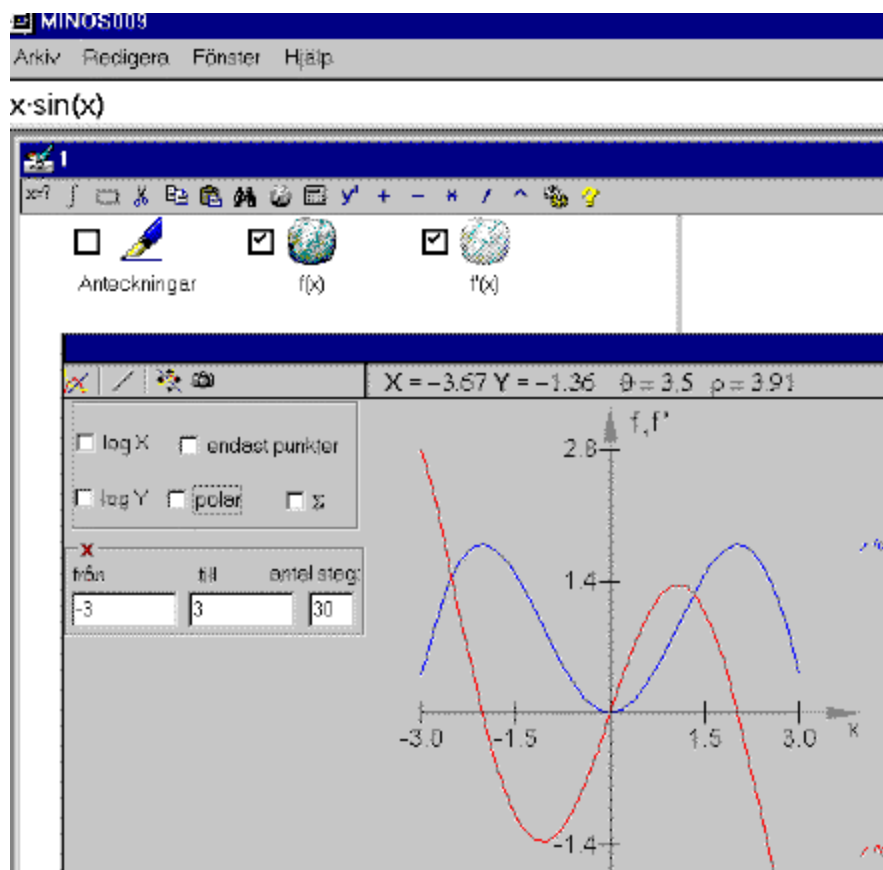 MINOS009
Arkiv Redigera Fönster Hjälp
x·sin(x)
1
x=? ∫ y' + - * / ^
Anteckningar f(x) f'(x)
X = -3.67 Y = -1.36 θ = 3.5 ρ = 3.91
log X endast punkter
log Y polar Σ
x
från till antal steg:
-3 3 30
f,f'
2.8
1.4
-3.0 -1.5 1.5 3.0 x
-1.4